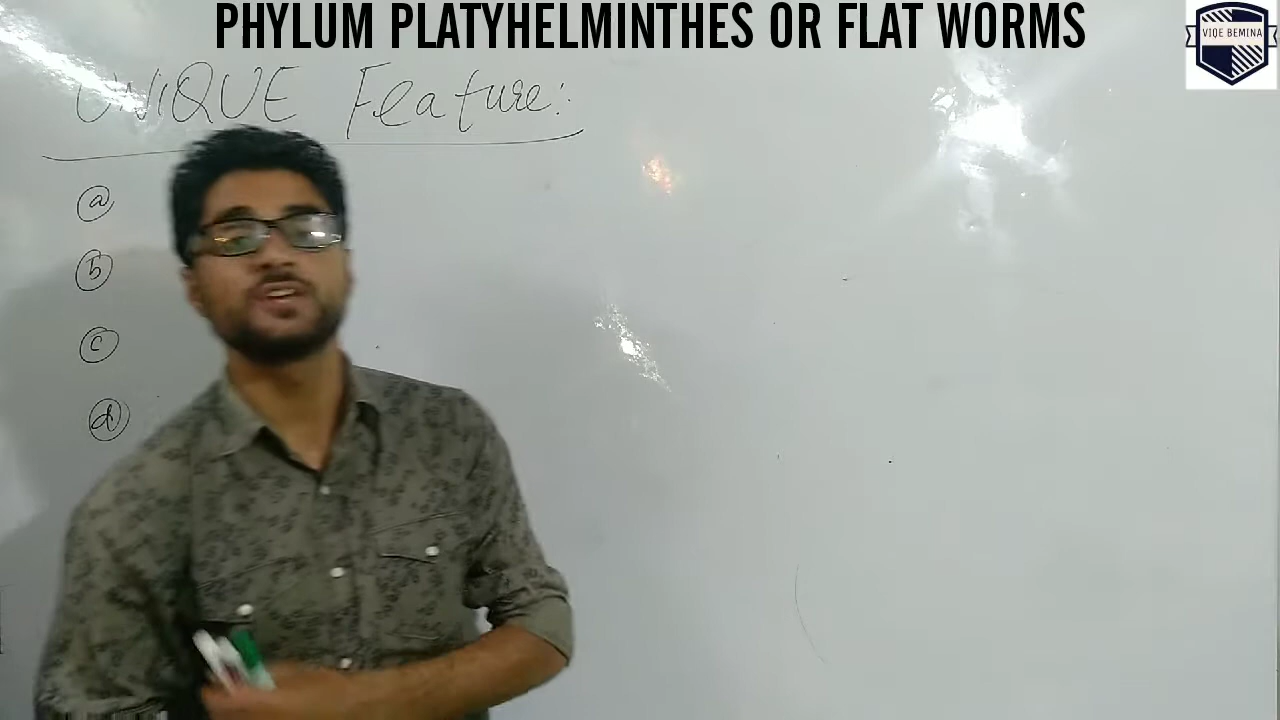 PHYLUM PLATYHELMINTHES OR FLAT WORMS
VIQE BEMINA
UNIQUE Feature:
a
b
c
d